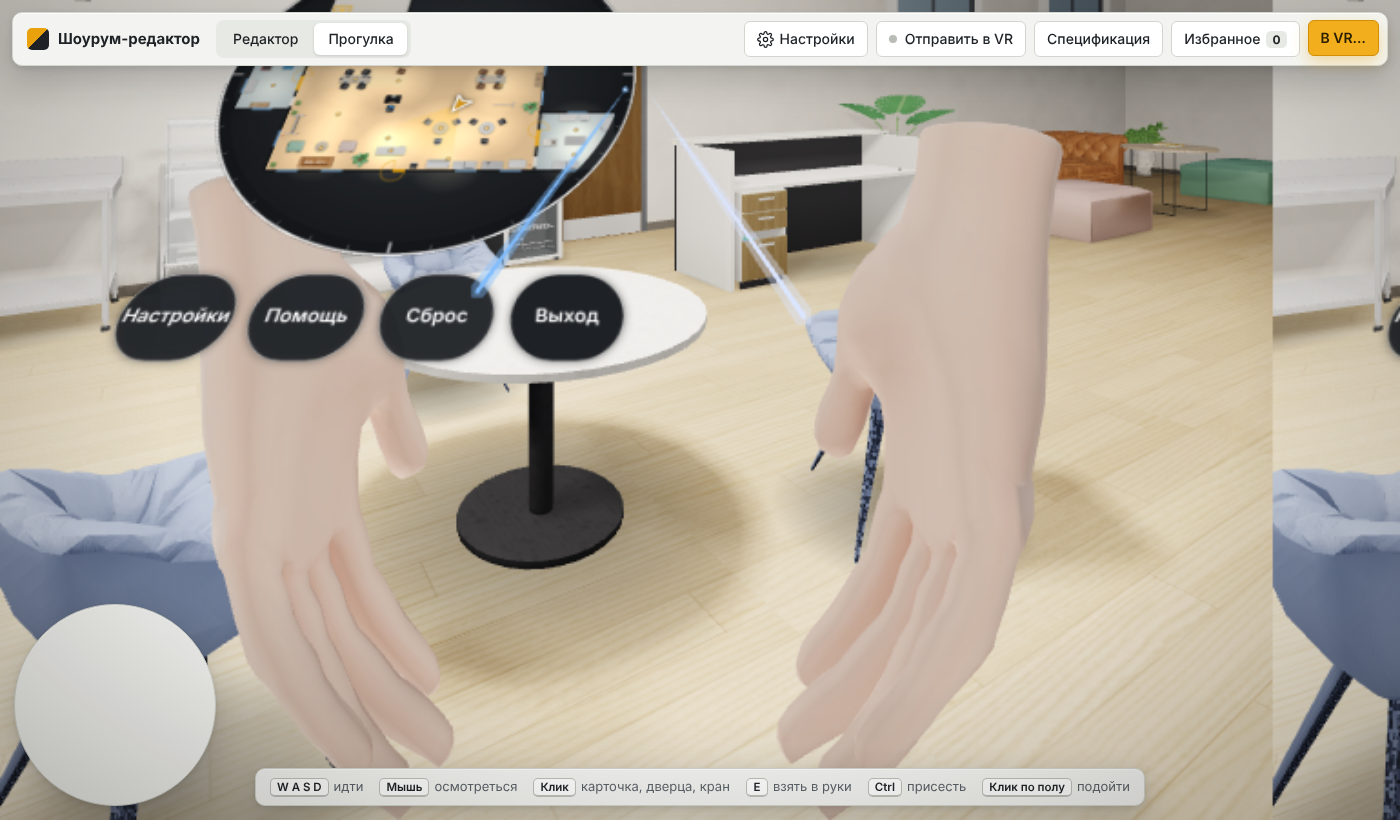 Шоурум-редактор
Редактор
Прогулка
Настройки
Отправить в VR
Спецификация
Избранное 0
В VR...
Настройки
Помощь
Сброс
Выход
W A S D идти Мышь осмотреться Клик карточка, дверца, кран E взять в руки Ctrl присесть Клик по полу подойти